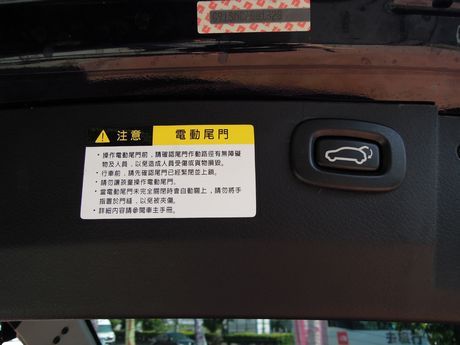 注意 電動尾門
・操作電動尾門前，請確認尾門作動路徑有無障礙
物及人員，以免造成人員受傷或貨物損毀。
・行車前，請先確認尾門已經緊閉並上鎖。
・請勿讓孩童操作電動尾門。
・當電動尾門未完全關閉時會自動關上，請勿將手
指置於門縫，以免被夾傷。
・詳細內容請參閱車主手冊。